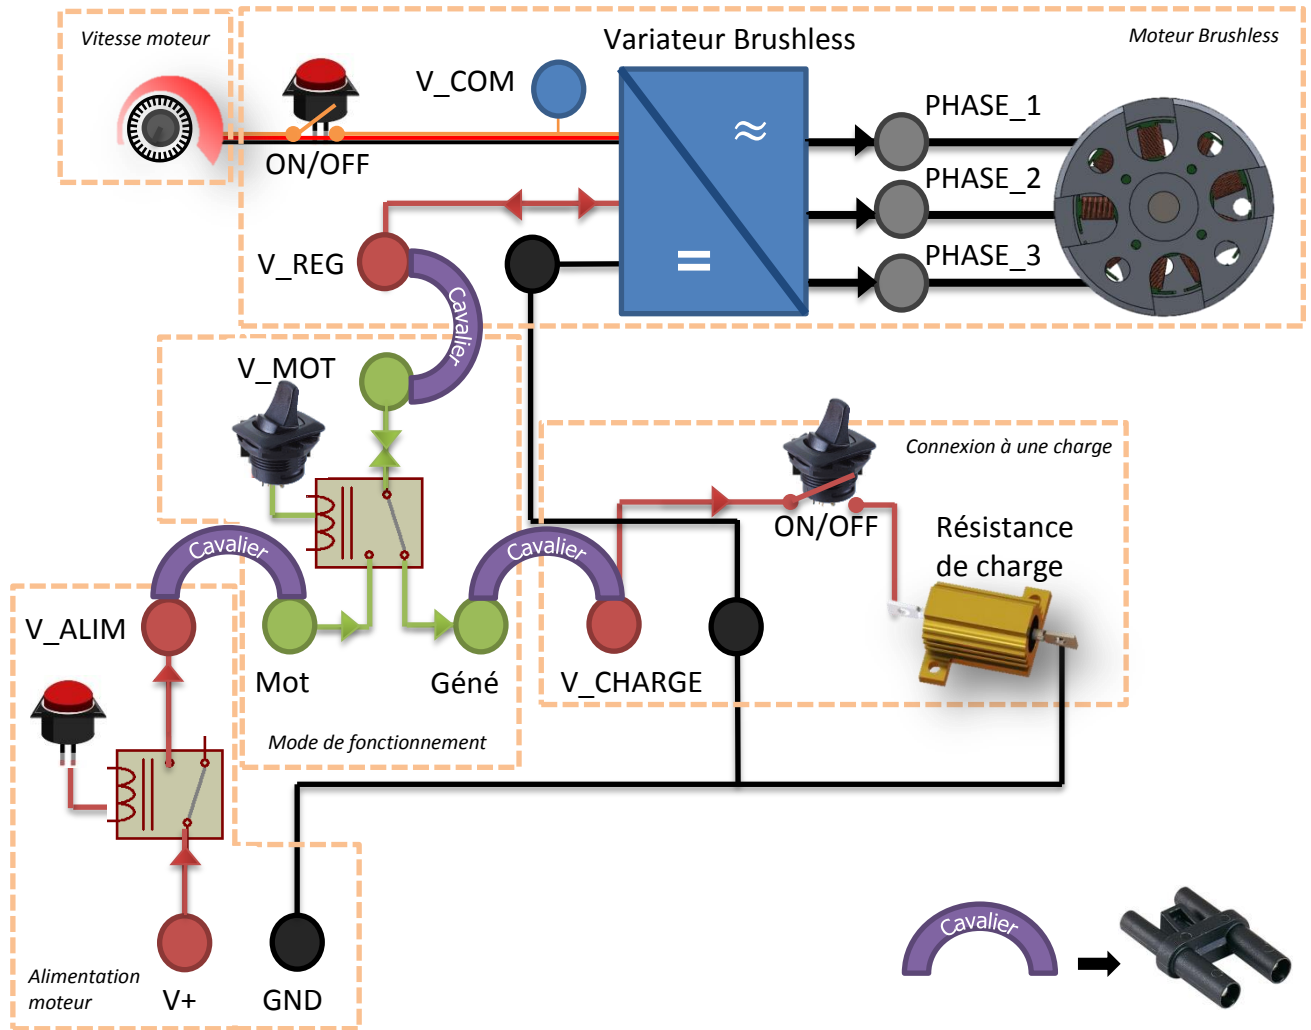 Vitesse moteur
Variateur Brushless
Moteur Brushless
V_COM
ON/OFF
≈
=
PHASE_1
PHASE_2
PHASE_3
V_REG
Cavalier
V_MOT
Connexion à une charge
ON/OFF
Résistance
de charge
Cavalier
Cavalier
V_ALIM
Mot
Géné
V_CHARGE
Mode de fonctionnement
Alimentation
moteur
V+
GND
Cavalier